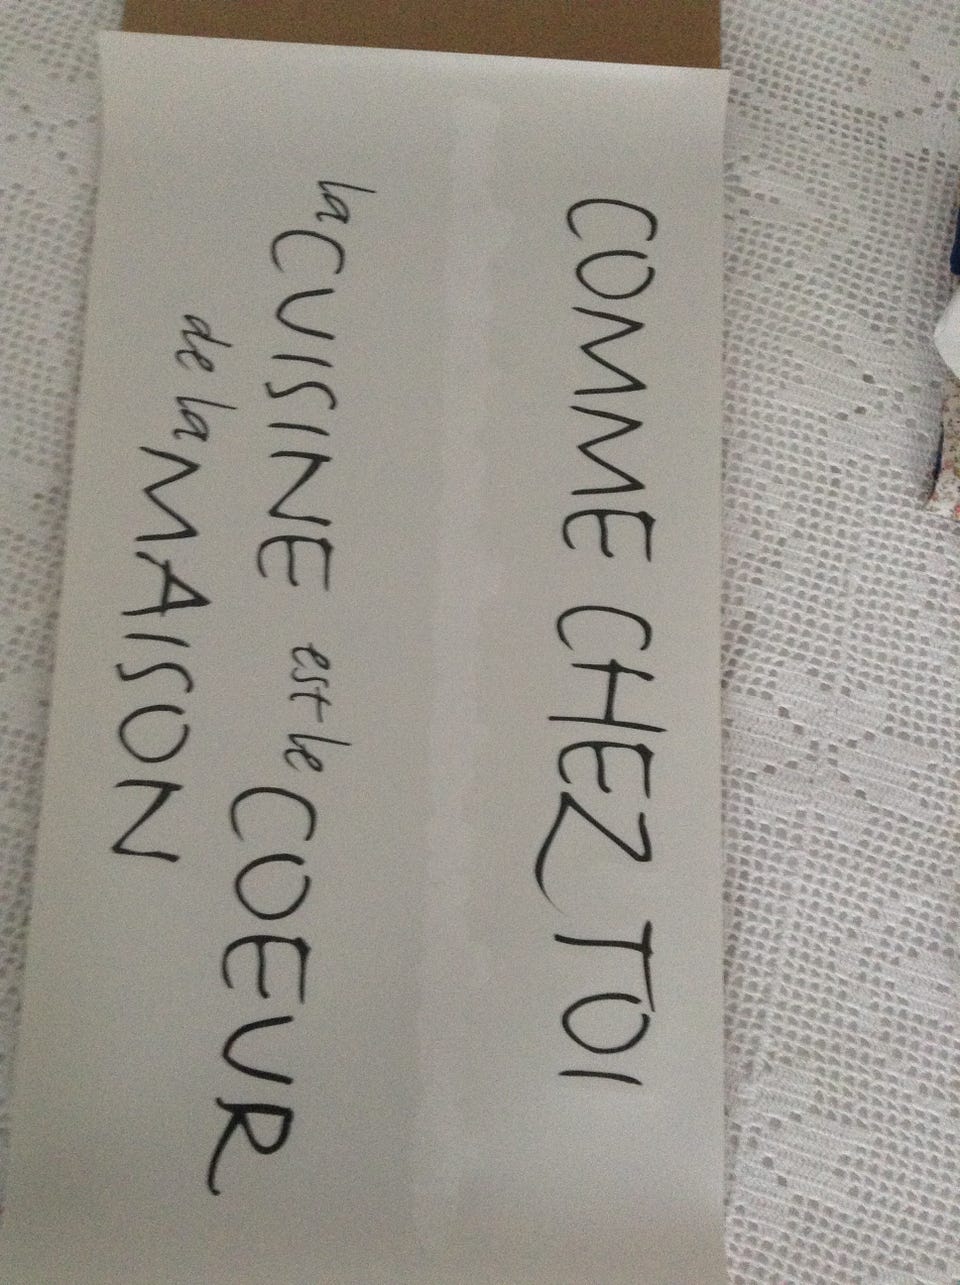 COMME CHEZ TOI
la CUISINE est le COEUR
de la MAISON